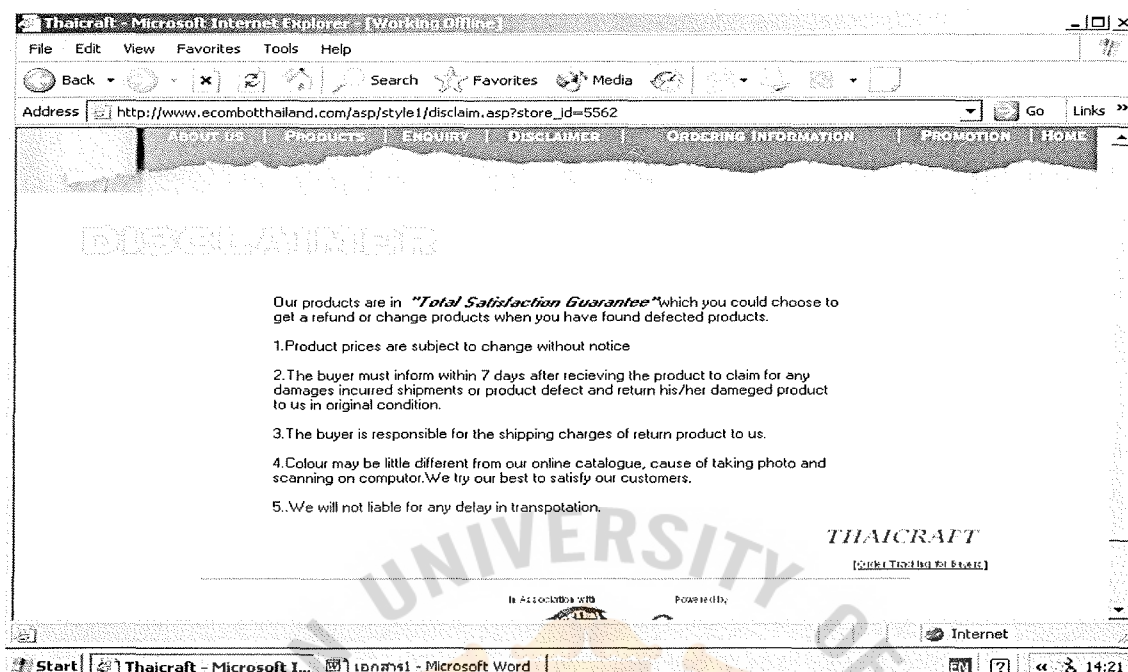 Thaicraft - Microsoft Internet Explorer - [Working Offline]
File Edit View Favorites Tools Help
Back Search Favorites Media
Address http://www.ecombotthailand.com/asp/style1/disclaim.asp?store_id=5562 Go Links »
ABOUT US | PRODUCTS | ENQUIRY | DISCLAIMER | ORDERING INFORMATION | PROMOTION | HOME
DISCLAIMER
Our products are in "Total Satisfaction Guarantee"which you could choose to
get a refund or change products when you have found defected products.
1.Product prices are subject to change without notice
2.The buyer must inform within 7 days after recieving the product to claim for any
damages incurred shipments or product defect and return his/her dameged product
to us in original condition.
3.The buyer is responsible for the shipping charges of return product to us.
4.Colour may be little different from our online catalogue, cause of taking photo and
scanning on computor.We try our best to satisfy our customers.
5..We will not liable for any delay in transpotation.
THAICRAFT
[Order Tracking for Buyers]
In Association with Powered by
UNIVERSITY OF
Internet
Start Thaicraft - Microsoft I... เอกสาร1 - Microsoft Word EN ? « 14:21